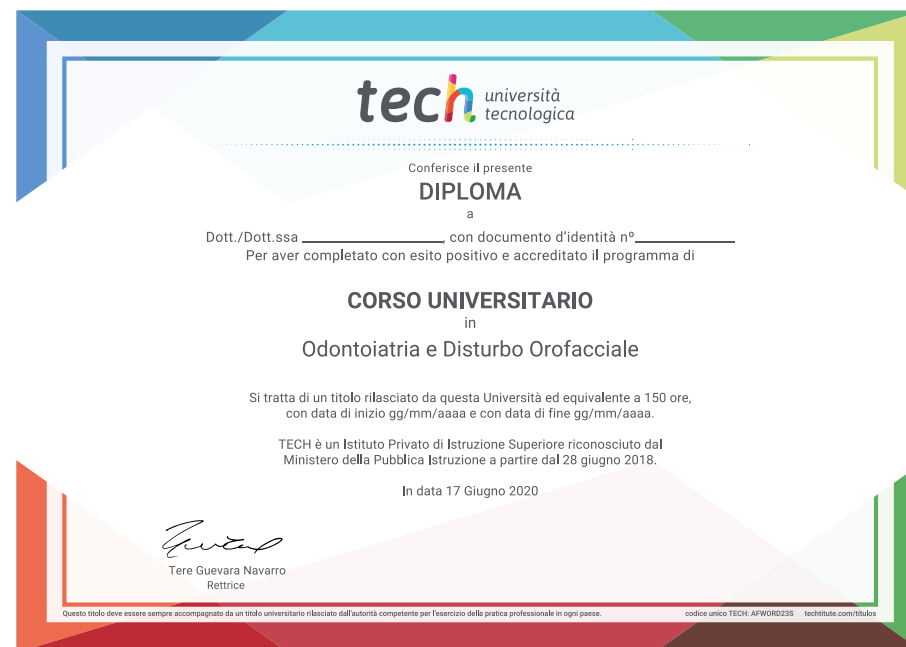 tech università
tecnologica
Conferisce il presente
DIPLOMA
a
Dott./Dott.ssa ____________________, con documento d'identità nº______________
Per aver completato con esito positivo e accreditato il programma di
CORSO UNIVERSITARIO
in
Odontoiatria e Disturbo Orofacciale
Si tratta di un titolo rilasciato da questa Università ed equivalente a 150 ore,
con data di inizio gg/mm/aaaa e con data di fine gg/mm/aaaa.
TECH è un Istituto Privato di Istruzione Superiore riconosciuto dal
Ministero della Pubblica Istruzione a partire dal 28 giugno 2018.
In data 17 Giugno 2020
Tere Guevara Navarro
Rettrice
Questo titolo deve essere sempre accompagnato da un titolo universitario rilasciato dall'autorità competente per l'esercizio della pratica professionale in ogni paese. codice unico TECH: AFWORD23S techtitute.com/títulos